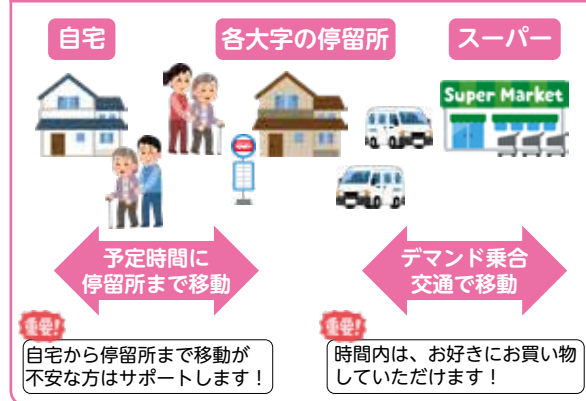 自宅
各大字の停留所
スーパー
Super Market
予定時間に
停留所まで移動
デマンド乗合
交通で移動
重要!
自宅から停留所まで移動が
不安な方はサポートします！
重要!
時間内は、お好きにお買い物
していただけます！